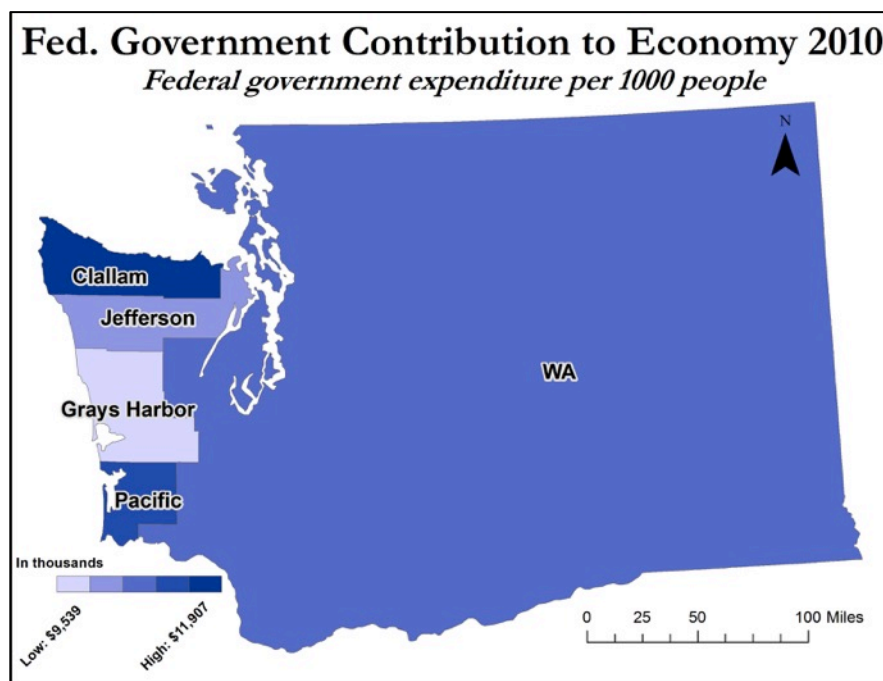 Fed. Government Contribution to Economy 2010
Federal government expenditure per 1000 people
N
Clallam
Jefferson
WA
Grays Harbor
Pacific
In thousands
Low: $9,539
High: $11,907
0 25 50 100 Miles